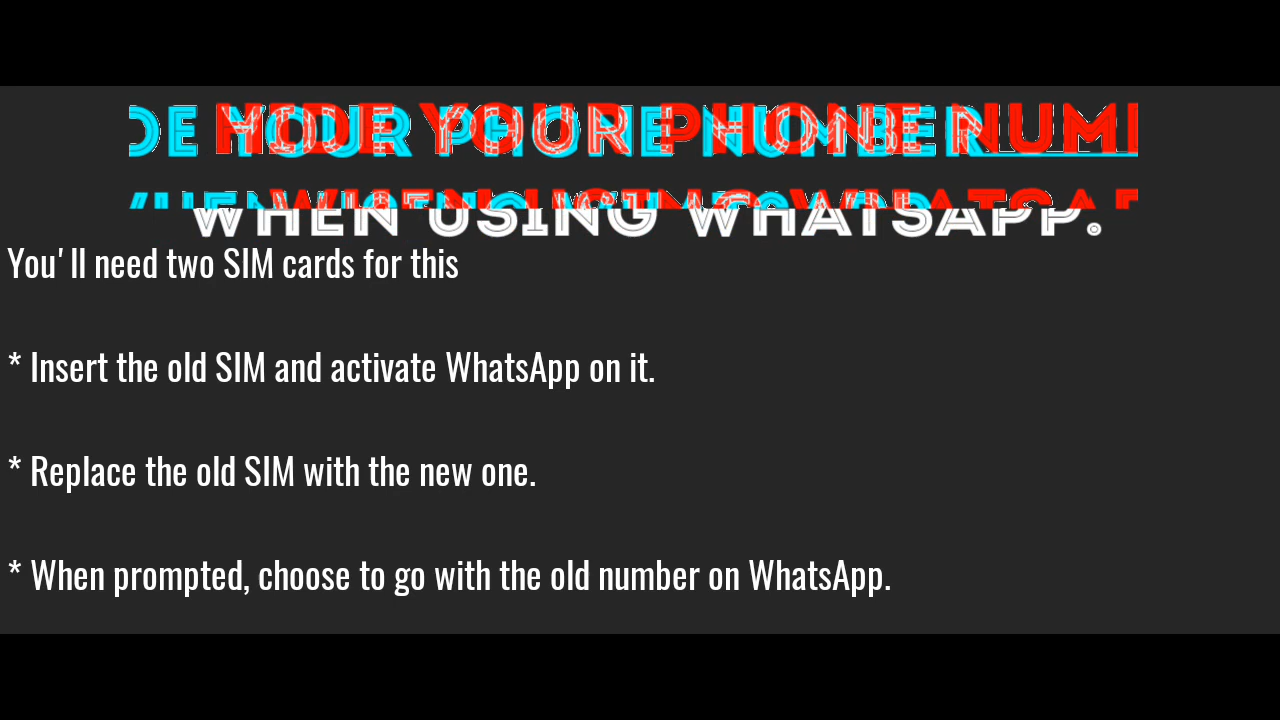 HIDE YOUR PHONE NUMBER
WHEN USING WHATSAPP.
You'll need two SIM cards for this
* Insert the old SIM and activate WhatsApp on it.
* Replace the old SIM with the new one.
* When prompted, choose to go with the old number on WhatsApp.